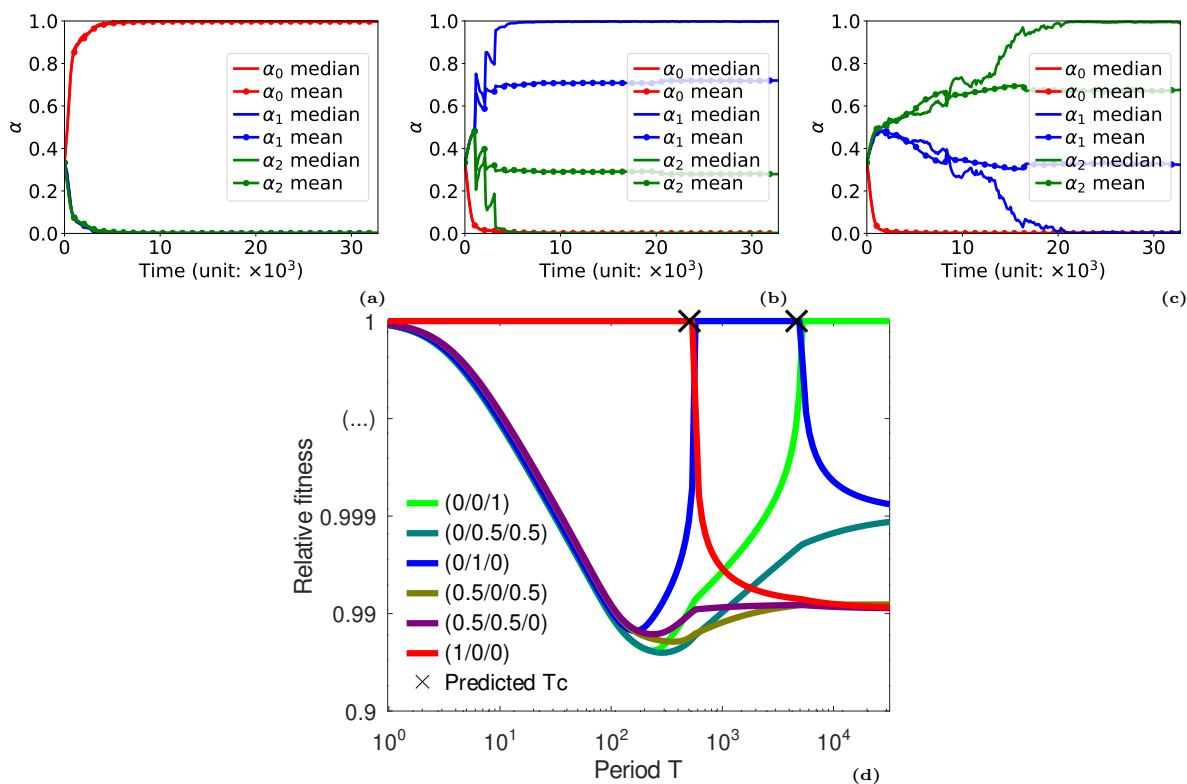 1.0
0.8
0.6
0.4
0.2
0.0
α
α0 median
α0 mean
α1 median
α1 mean
α2 median
α2 mean
0 10 20 30
Time (unit: ×10³)
(a)
1.0
0.8
0.6
0.4
0.2
0.0
α
α0 median
α0 mean
α1 median
α1 mean
α2 median
α2 mean
0 10 20 30
Time (unit: ×10³)
(b)
1.0
0.8
0.6
0.4
0.2
0.0
α
α0 median
α0 mean
α1 median
α1 mean
α2 median
α2 mean
0 10 20 30
Time (unit: ×10³)
(c)
1
(...)
0.999
0.99
0.9
Relative fitness
(0/0/1)
(0/0.5/0.5)
(0/1/0)
(0.5/0/0.5)
(0.5/0.5/0)
(1/0/0)
Predicted Tc
10⁰ 10¹ 10² 10³ 10⁴
Period T
(d)